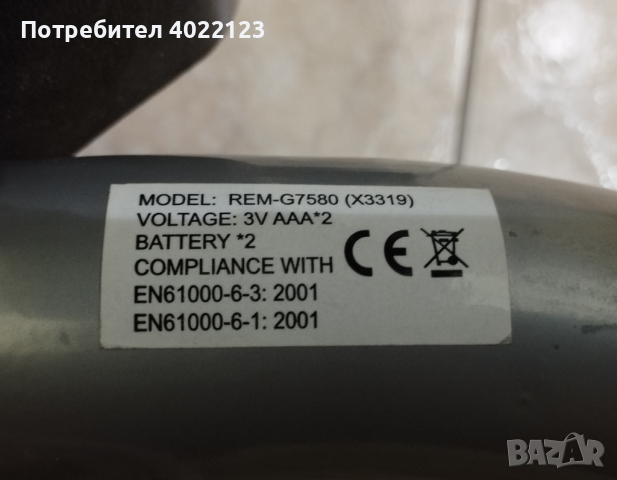 Потребител 4022123
MODEL: REM-G7580 (X3319)
VOLTAGE: 3V AAA*2
BATTERY *2
COMPLIANCE WITH CE
EN61000-6-3: 2001
EN61000-6-1: 2001
BAZAR